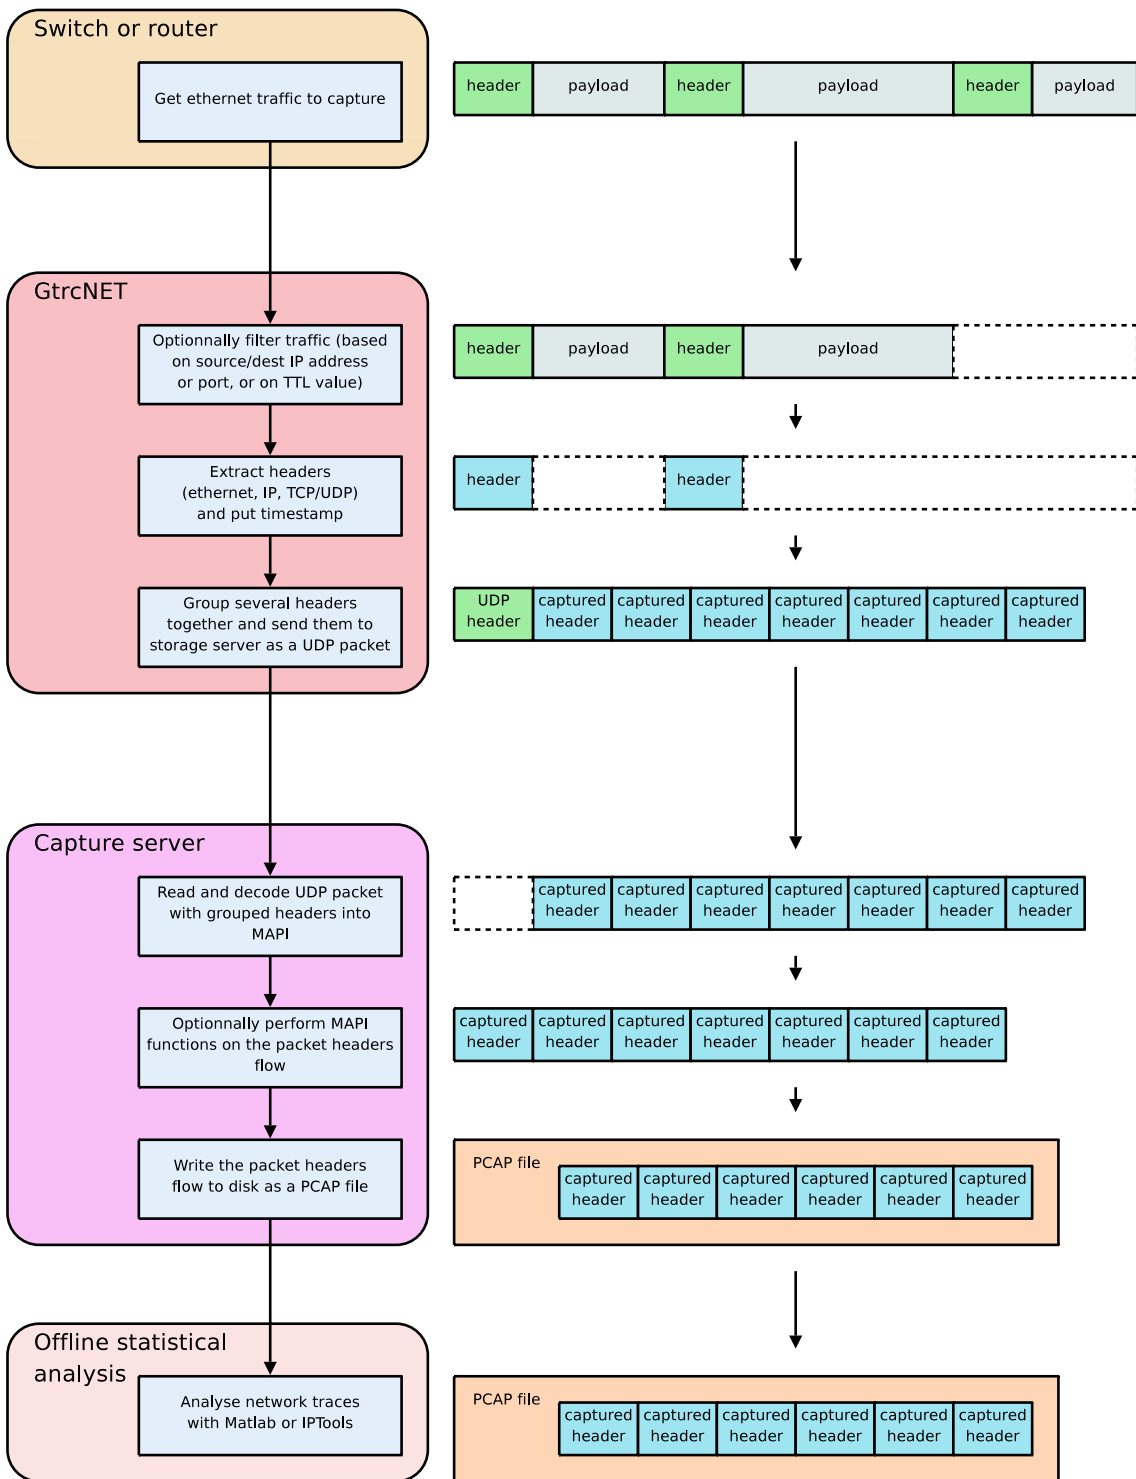 Switch or router
Get ethernet traffic to capture
header payload header payload header payload
GtrcNET
Optionnally filter traffic (based
on source/dest IP address
or port, or on TTL value)
header payload header payload
Extract headers
(ethernet, IP, TCP/UDP)
and put timestamp
header header
Group several headers
together and send them to
storage server as a UDP packet
UDP captured captured captured captured captured captured captured
header header header header header header header header
Capture server
Read and decode UDP packet
with grouped headers into
MAPI
captured captured captured captured captured captured captured
header header header header header header header
Optionnally perform MAPI
functions on the packet headers
flow
captured captured captured captured captured captured captured
header header header header header header header
Write the packet headers
flow to disk as a PCAP file
PCAP file
captured captured captured captured captured captured
header header header header header header
Offline statistical
analysis
Analyse network traces
with Matlab or IPTools
PCAP file
captured captured captured captured captured captured
header header header header header header